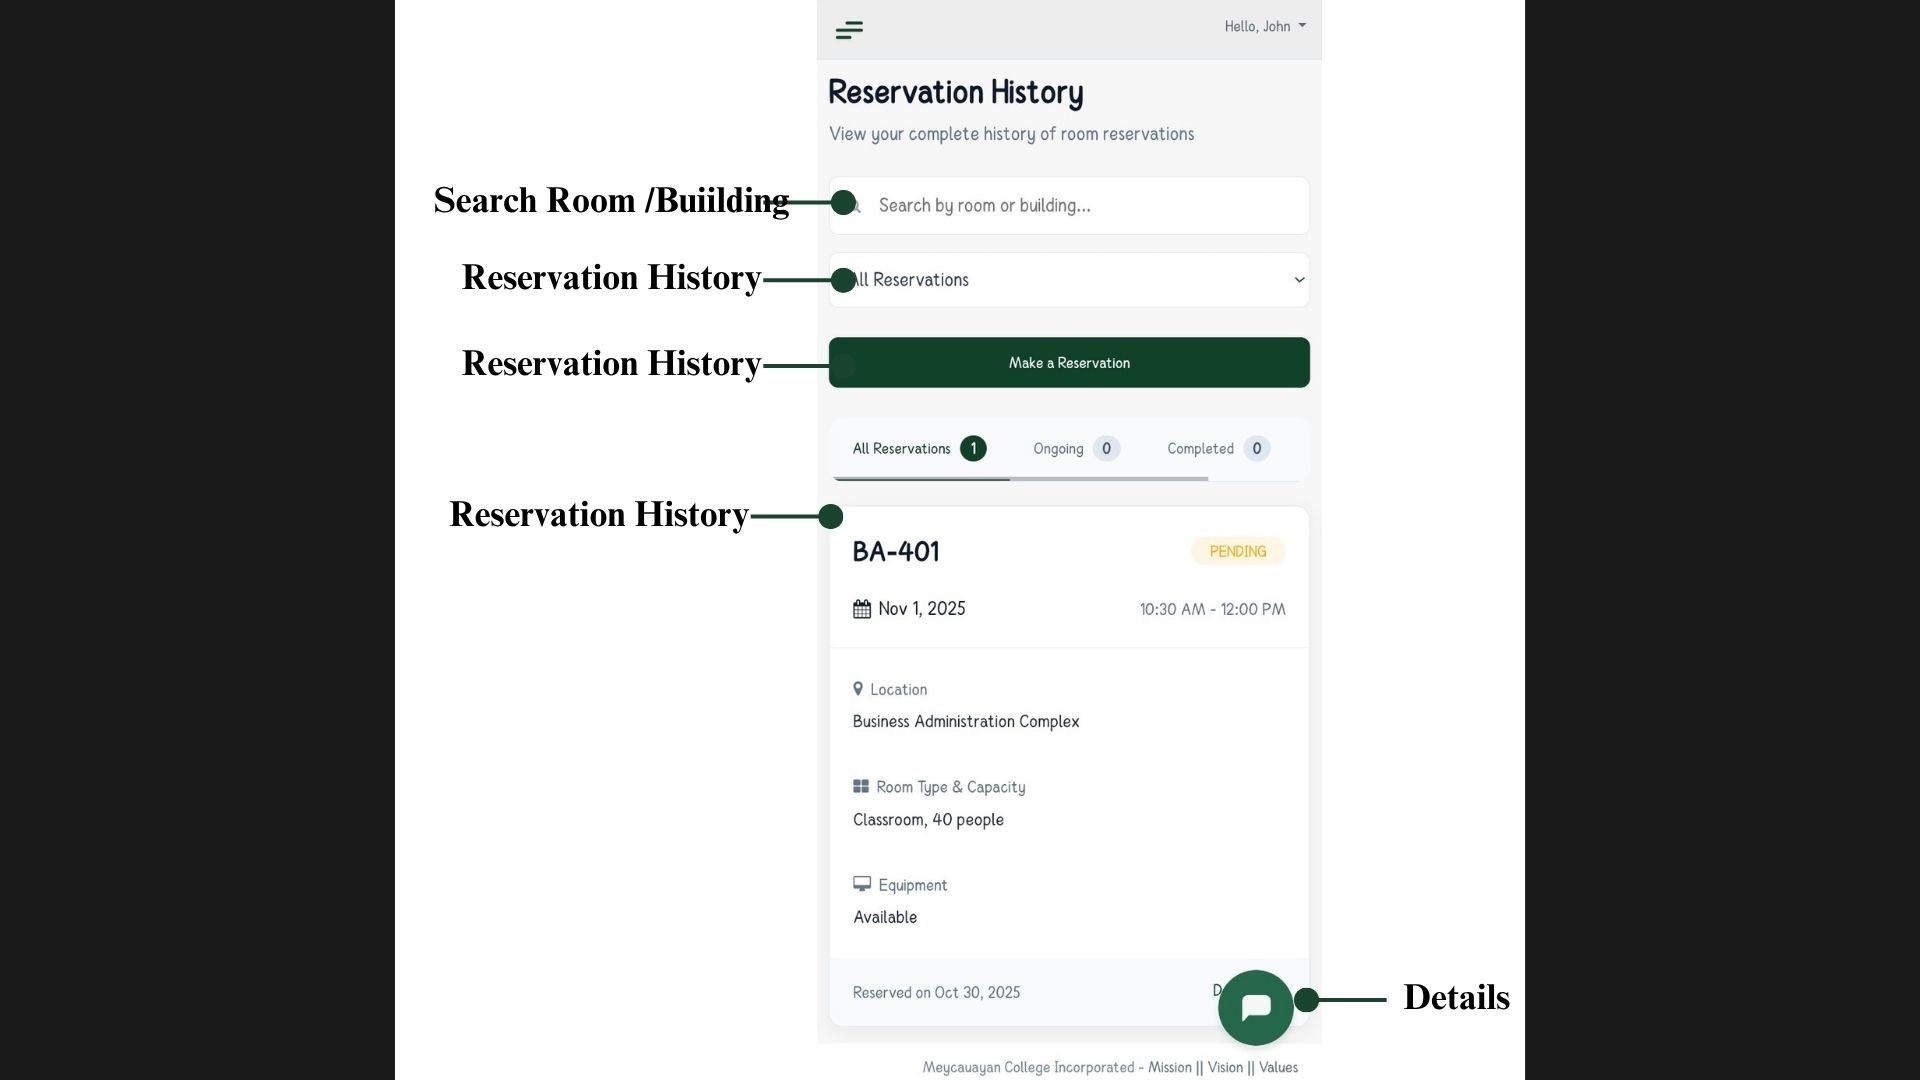 Hello, John
Reservation History
View your complete history of room reservations
Search Room /Buiilding
Search by room or building...
Reservation History
All Reservations
Reservation History
Make a Reservation
All Reservations 1 Ongoing 0 Completed 0
Reservation History
BA-401 PENDING
Nov 1, 2025 10:30 AM - 12:00 PM
Location
Business Administration Complex
Room Type & Capacity
Classroom, 40 people
Equipment
Available
Reserved on Oct 30, 2025
Details
Meycauayan College Incorporated - Mission || Vision || Values